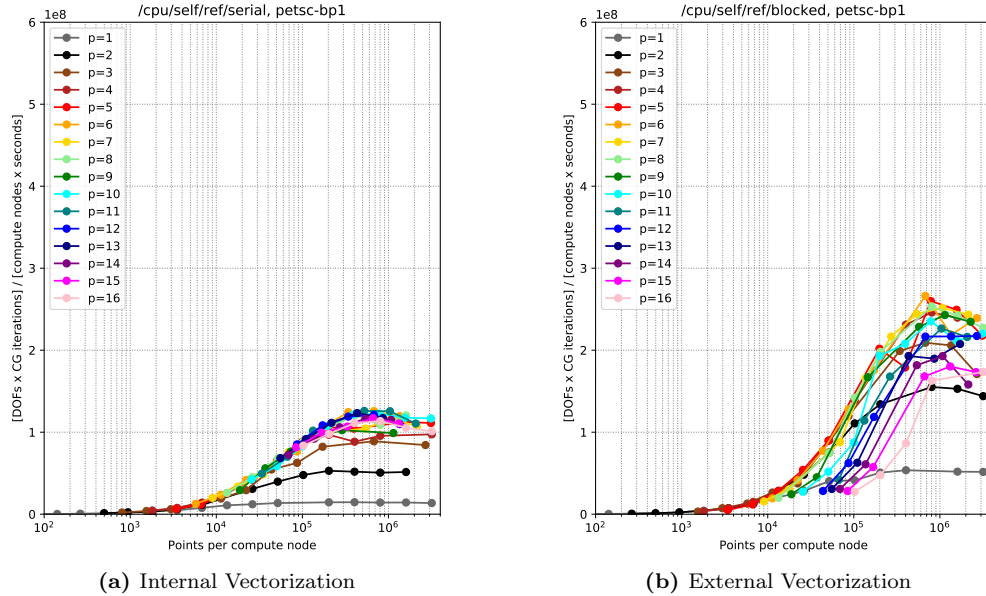 /cpu/self/ref/serial, petsc-bp1
1e8
[DOFs x CG iterations] / [compute nodes x seconds]
6
5
4
3
2
1
0
p=1
p=2
p=3
p=4
p=5
p=6
p=7
p=8
p=9
p=10
p=11
p=12
p=13
p=14
p=15
p=16
10^2 10^3 10^4 10^5 10^6
Points per compute node
(a) Internal Vectorization
/cpu/self/ref/blocked, petsc-bp1
1e8
[DOFs x CG iterations] / [compute nodes x seconds]
6
5
4
3
2
1
0
p=1
p=2
p=3
p=4
p=5
p=6
p=7
p=8
p=9
p=10
p=11
p=12
p=13
p=14
p=15
p=16
10^2 10^3 10^4 10^5 10^6
Points per compute node
(b) External Vectorization